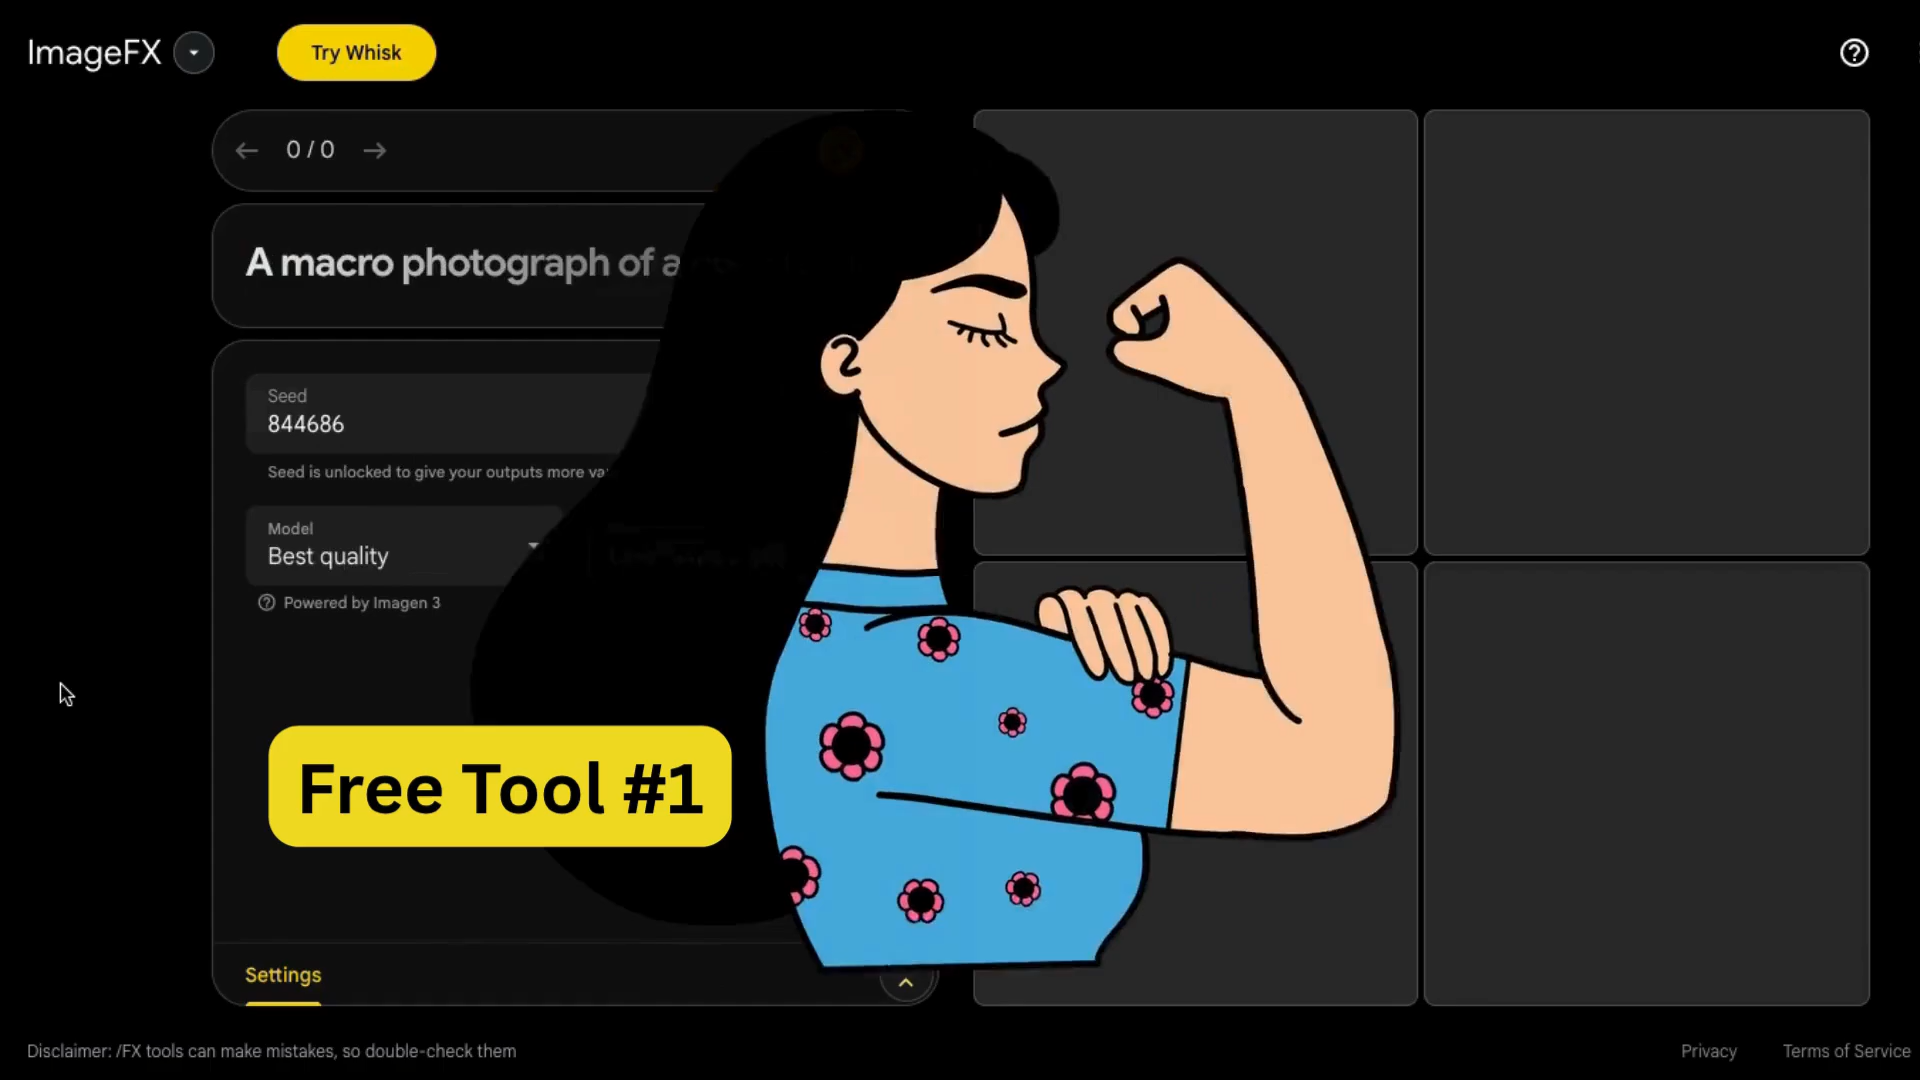 ImageFX
Try Whisk
0 / 0
A macro photograph of a
Seed
844686
Seed is unlocked to give your outputs more
Model
Best quality
Powered by Imagen 3
Free Tool #1
Settings
Disclaimer: /FX tools can make mistakes, so double-check them
Privacy
Terms of Service